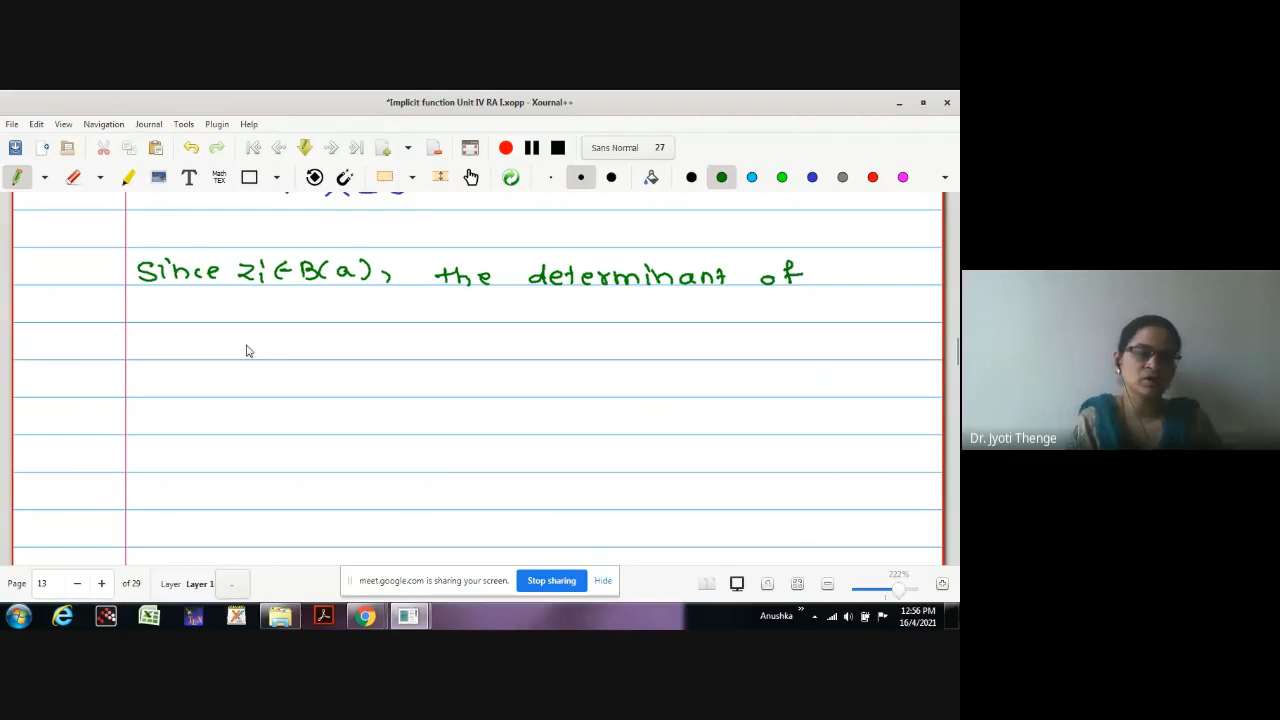 *Implicit function Unit IV RA I.xopp - Xournal++
File Edit View Navigation Journal Tools Plugin Help
Sans Normal 27
Since Zi ∈ B(a), the determinant of
Dr. Jyoti Thenge
Page 13 of 29 Layer Layer 1
meet.google.com is sharing your screen. Stop sharing Hide
222%
Anushka
12:56 PM
16/4/2021